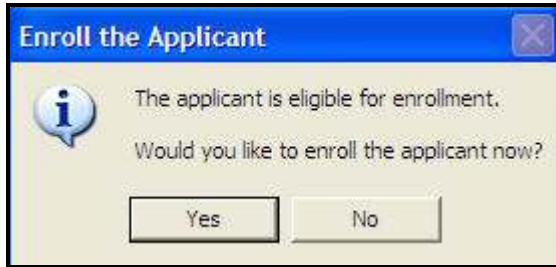 Enroll the Applicant
The applicant is eligible for enrollment.
Would you like to enroll the applicant now?
Yes No